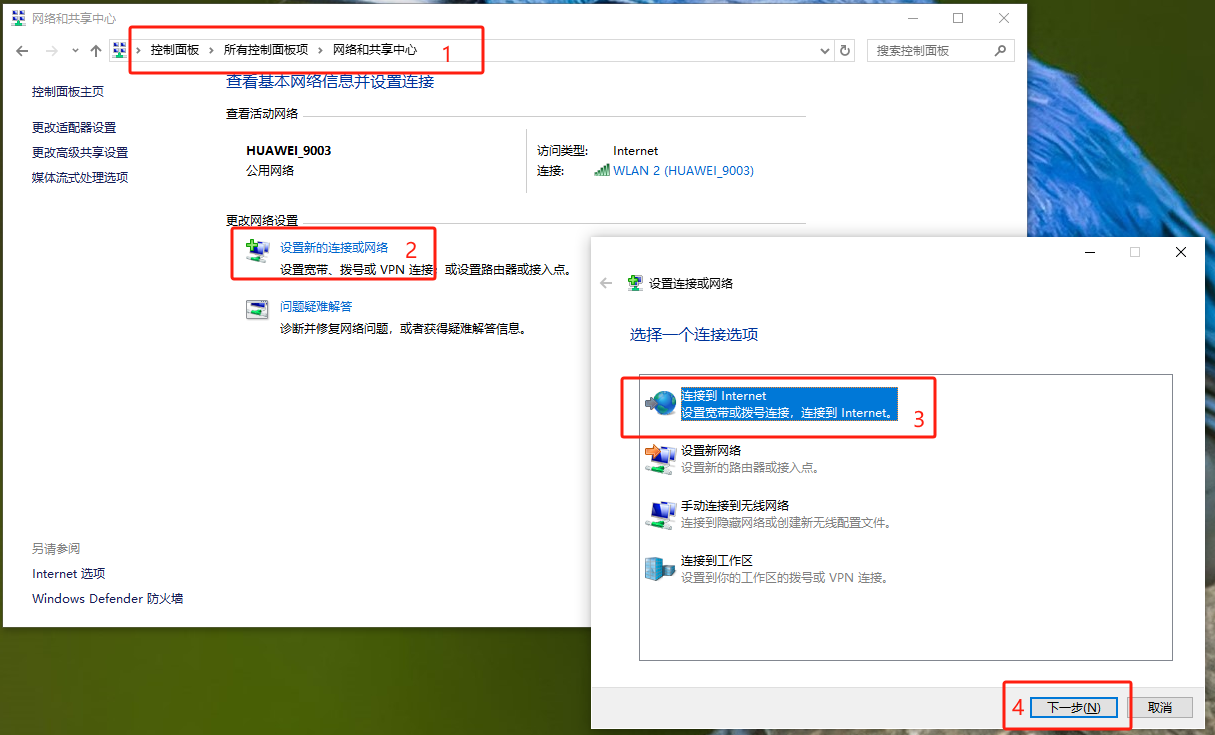 网络和共享中心
控制面板 › 所有控制面板项 › 网络和共享中心 1
搜索控制面板
控制面板主页
更改适配器设置
更改高级共享设置
媒体流式处理选项
查看基本网络信息并设置连接
查看活动网络
HUAWEI_9003
公用网络
访问类型: Internet
连接: WLAN 2 (HUAWEI_9003)
更改网络设置
设置新的连接或网络 2
设置宽带、拨号或 VPN 连接；或设置路由器或接入点。
问题疑难解答
诊断并修复网络问题，或者获得疑难解答信息。
另请参阅
Internet 选项
Windows Defender 防火墙
设置连接或网络
选择一个连接选项
连接到 Internet
设置宽带或拨号连接，连接到 Internet。
3
设置新网络
设置新的路由器或接入点。
手动连接到无线网络
连接到隐藏网络或创建新无线配置文件。
连接到工作区
设置到你的工作区的拨号或 VPN 连接。
4 下一步(N) 取消